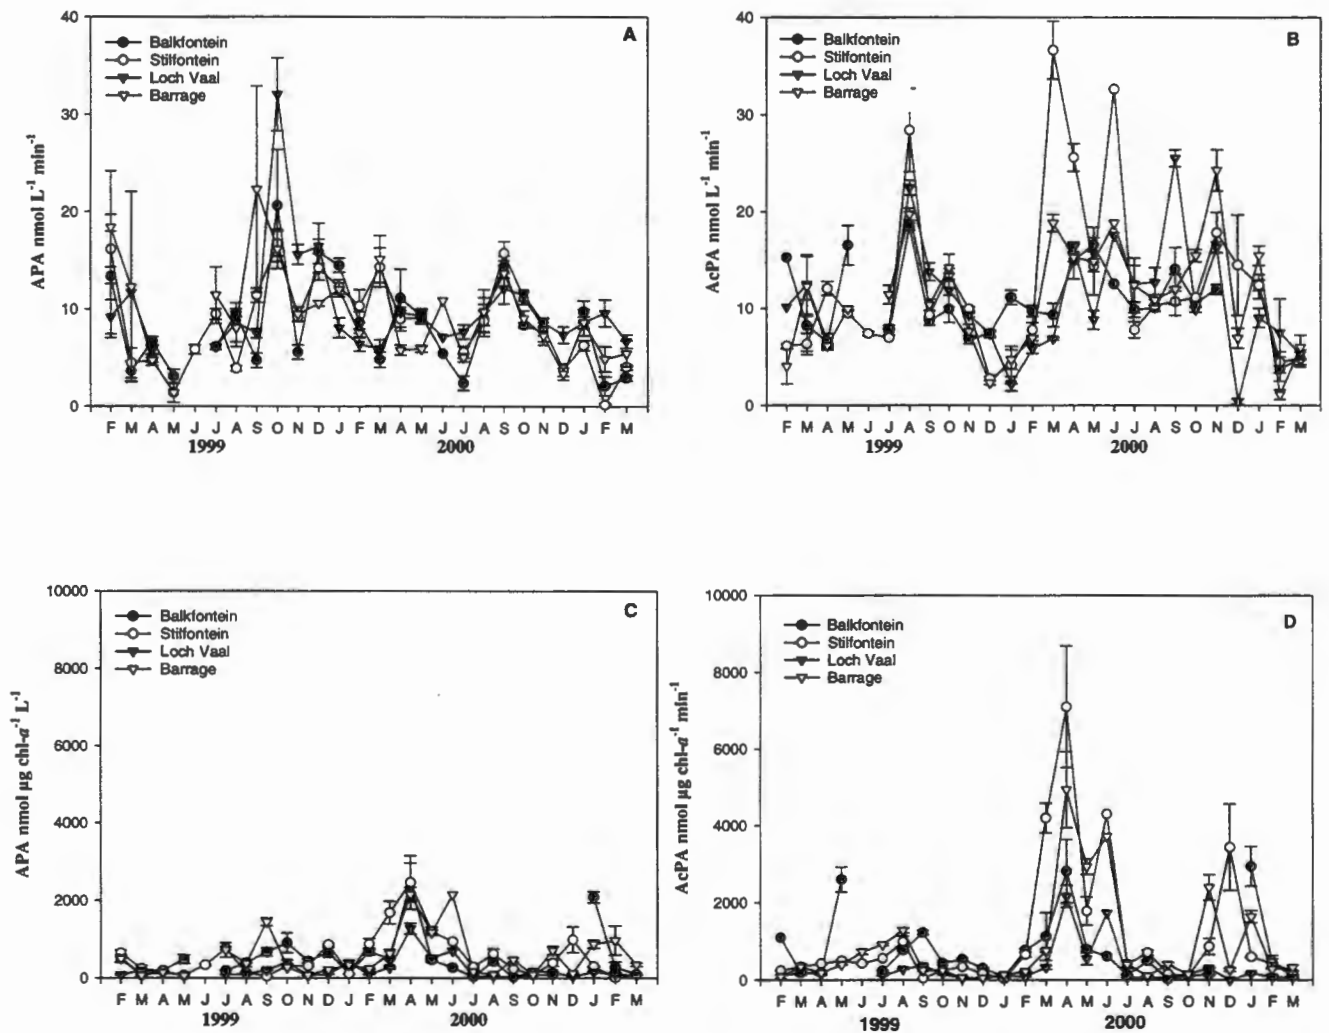 40
30
20
10
0
APA nmol L⁻¹ min⁻¹
A
Balkfontein
Stilfontein
Loch Vaal
Barrage
F M A M J J A S O N D J F M A M J J A S O N D J F M
1999 2000
40
30
20
10
0
AcPA nmol L⁻¹ min⁻¹
B
Balkfontein
Stilfontein
Loch Vaal
Barrage
F M A M J J A S O N D J F M A M J J A S O N D J F M
1999 2000
10000
8000
6000
4000
2000
0
APA nmol µg chl-a⁻¹ L⁻¹
C
Balkfontein
Stilfontein
Loch Vaal
Barrage
F M A M J J A S O N D J F M A M J J A S O N D J F M
1999 2000
10000
8000
6000
4000
2000
0
AcPA nmol µg chl-a⁻¹ min⁻¹
D
Balkfontein
Stilfontein
Loch Vaal
Barrage
F M A M J J A S O N D J F M A M J J A S O N D J F M
1999 2000